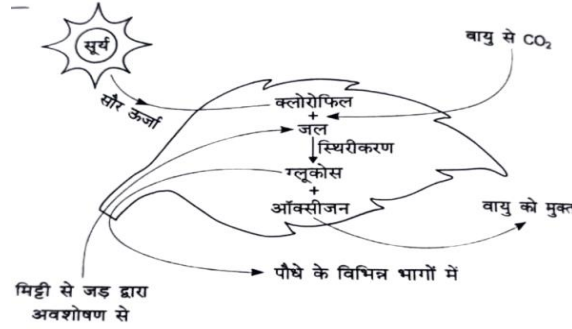 सूर्य
वायु से CO₂
सौर ऊर्जा
क्लोरोफिल
+
जल
स्थिरीकरण
ग्लूकोस
+
ऑक्सीजन
वायु को मुक्त
पौधे के विभिन्न भागों में
मिट्टी से जड़ द्वारा
अवशोषण से